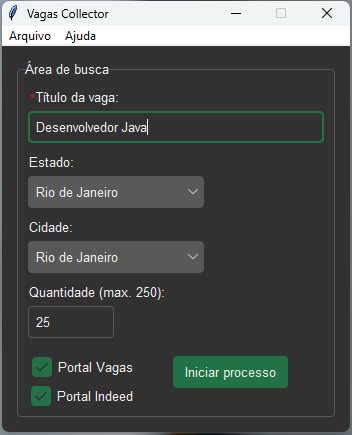 Vagas Collector
Arquivo Ajuda
Área de busca
*Título da vaga:
Desenvolvedor Java
Estado:
Rio de Janeiro
Cidade:
Rio de Janeiro
Quantidade (max. 250):
25
Portal Vagas
Iniciar processo
Portal Indeed